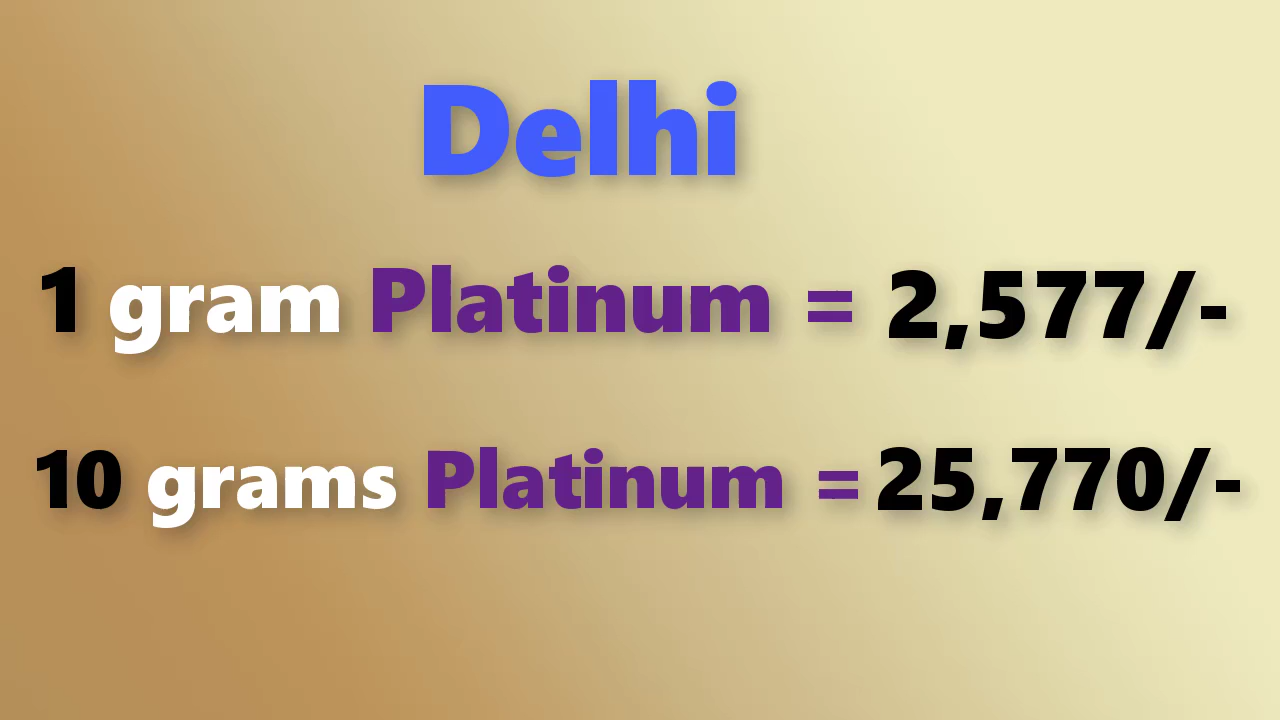 Delhi
1 gram Platinum = 2,577/-
10 grams Platinum = 25,770/-